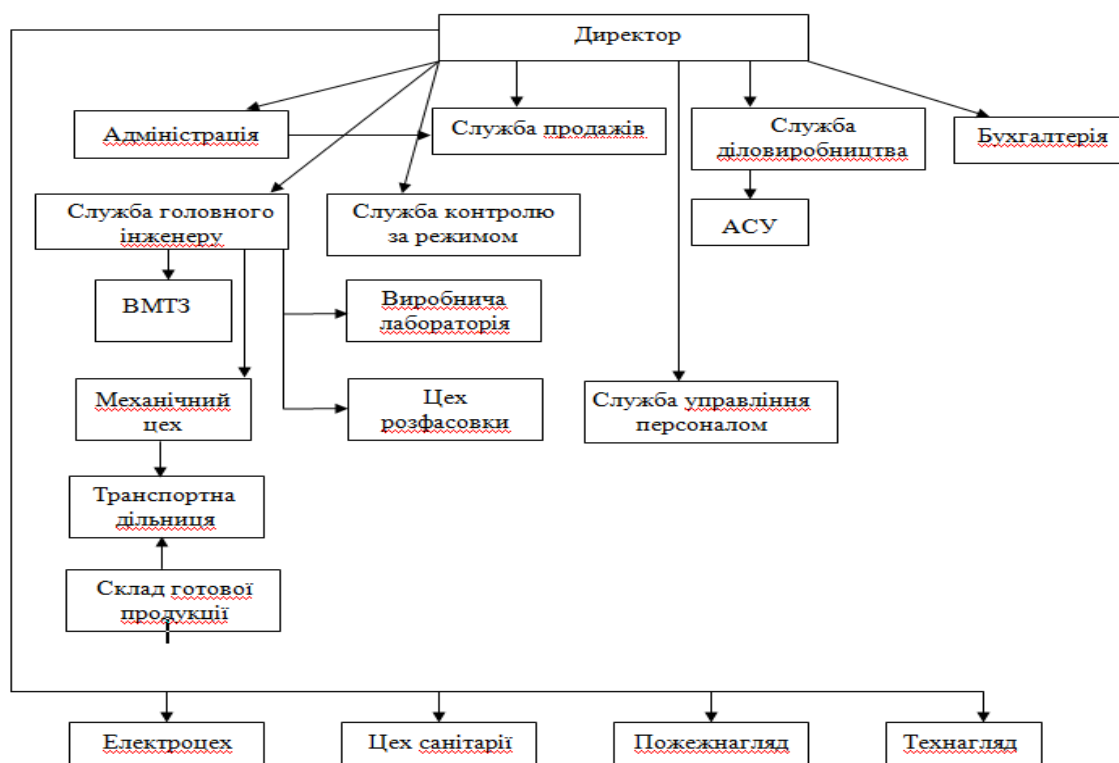 Директор
Адміністрація
Служба продажів
Служба
діловиробництва
Бухгалтерія
Служба головного
інженеру
Служба контролю
за режимом
АСУ
ВМТЗ
Виробнича
лабораторія
Механічний
цех
Цех
розфасовки
Служба управління
персоналом
Транспортна
дільниця
Склад готової
продукції
Електроцех
Цех санітарії
Пожежнагляд
Технагляд